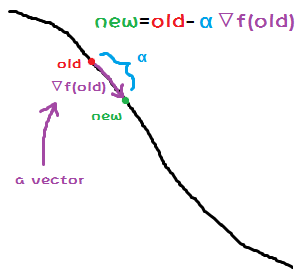 new=old-α ∇f(old)
old
α
∇f(old)
new
a vector